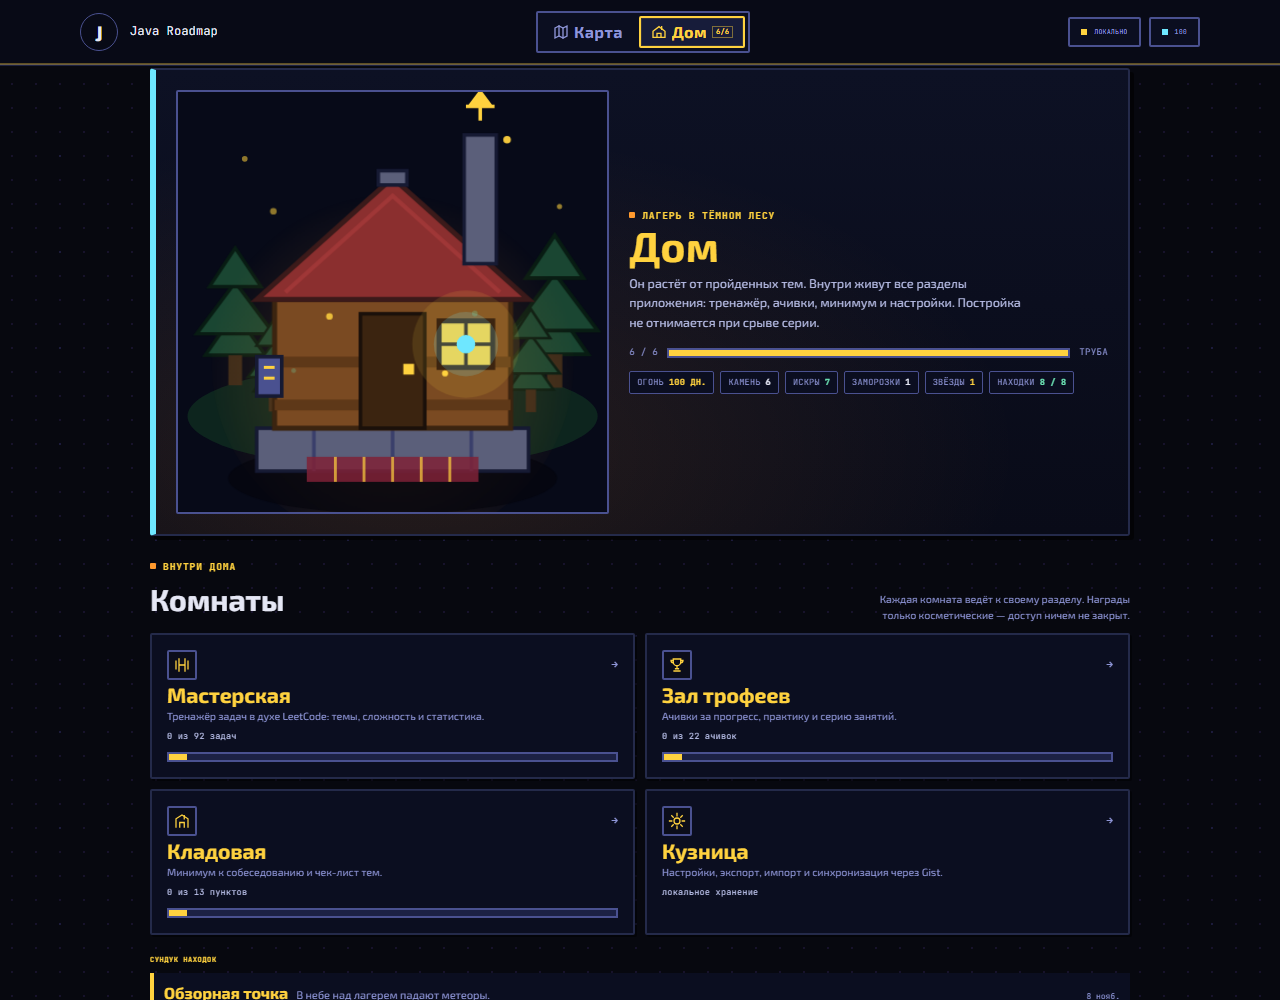 J Java Roadmap Карта Дом 6/6 ЛОКАЛЬНО 100
ЛАГЕРЬ В ТЁМНОМ ЛЕСУ
Дом
Он растёт от пройденных тем. Внутри живут все разделы
приложения: тренажёр, ачивки, минимум и настройки. Постройка
не отнимается при срыве серии.
6 / 6 ТРУБА
ОГОНЬ 100 ДН. КАМЕНЬ 6 ИСКРЫ 7 ЗАМОРОЗКИ 1 ЗВЁЗДЫ 1 НАХОДКИ 8 / 8
ВНУТРИ ДОМА
Комнаты
Каждая комната ведёт к своему разделу. Награды
только косметические — доступ ничем не закрыт.
Мастерская
Тренажёр задач в духе LeetCode: темы, сложность и статистика.
0 из 92 задач
Зал трофеев
Ачивки за прогресс, практику и серию занятий.
0 из 22 ачивок
Кладовая
Минимум к собеседованию и чек-лист тем.
0 из 13 пунктов
Кузница
Настройки, экспорт, импорт и синхронизация через Gist.
локальное хранение
СУНДУК НАХОДОК
Обзорная точка В небе над лагерем падают метеоры. 8 нояб.